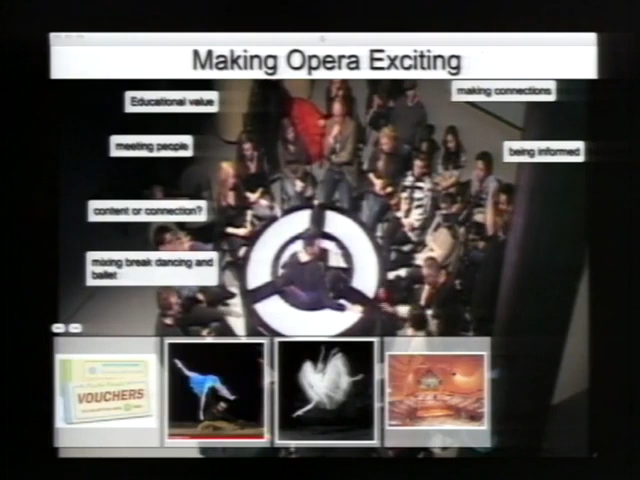 Making Opera Exciting
Educational value
making connections
meeting people
being informed
content or connection?
mixing break dancing and
ballet
VOUCHERS